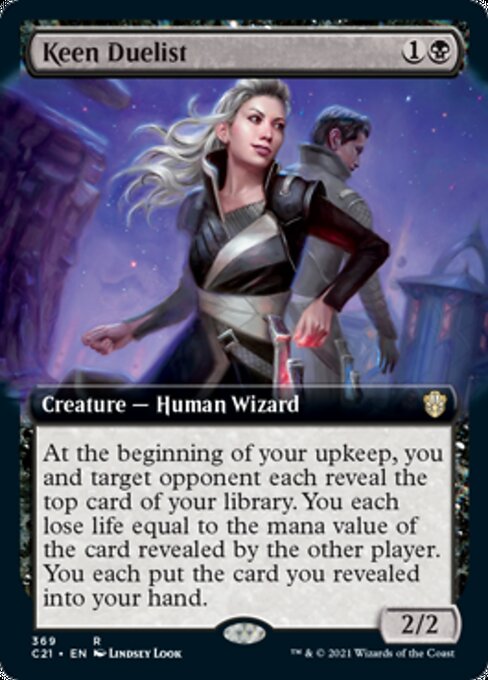 Keen Duelist 1
Creature — Human Wizard
At the beginning of your upkeep, you
and target opponent each reveal the
top card of your library. You each
lose life equal to the mana value of
the card revealed by the other player.
You each put the card you revealed
into your hand.
2/2
369 R
C21 • EN Lindsey Look
™ & © 2021 Wizards of the Coast